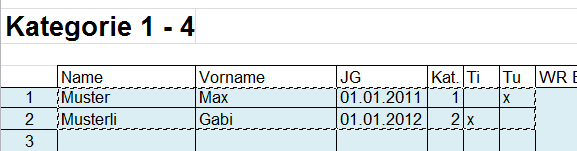 Kategorie 1 - 4
Name Vorname JG Kat. Ti Tu WR
1 Muster Max 01.01.2011 1 x
2 Musterli Gabi 01.01.2012 2 x
3